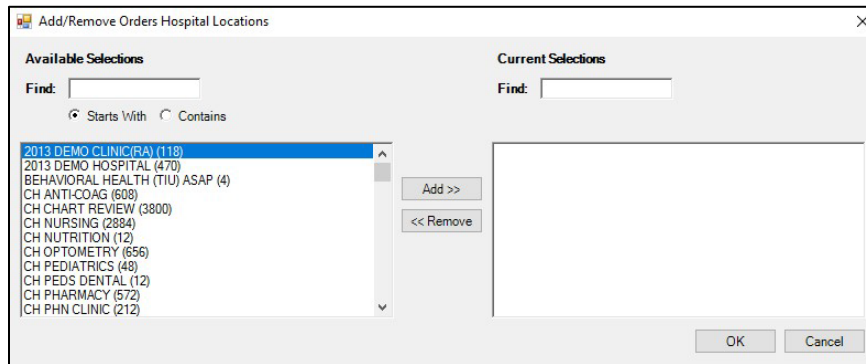 Add/Remove Orders Hospital Locations
Available Selections
Find:
Starts With
Contains
2013 DEMO CLINIC(RA) (118)
2013 DEMO HOSPITAL (470)
BEHAVIORAL HEALTH (TIU) ASAP (4)
CH ANTI-COAG (608)
CH CHART REVIEW (3800)
CH NURSING (2884)
CH NUTRITION (12)
CH OPTOMETRY (656)
CH PEDIATRICS (48)
CH PEDS DENTAL (12)
CH PHARMACY (572)
CH PHN CLINIC (212)
Add >>
<< Remove
Current Selections
Find:
OK
Cancel